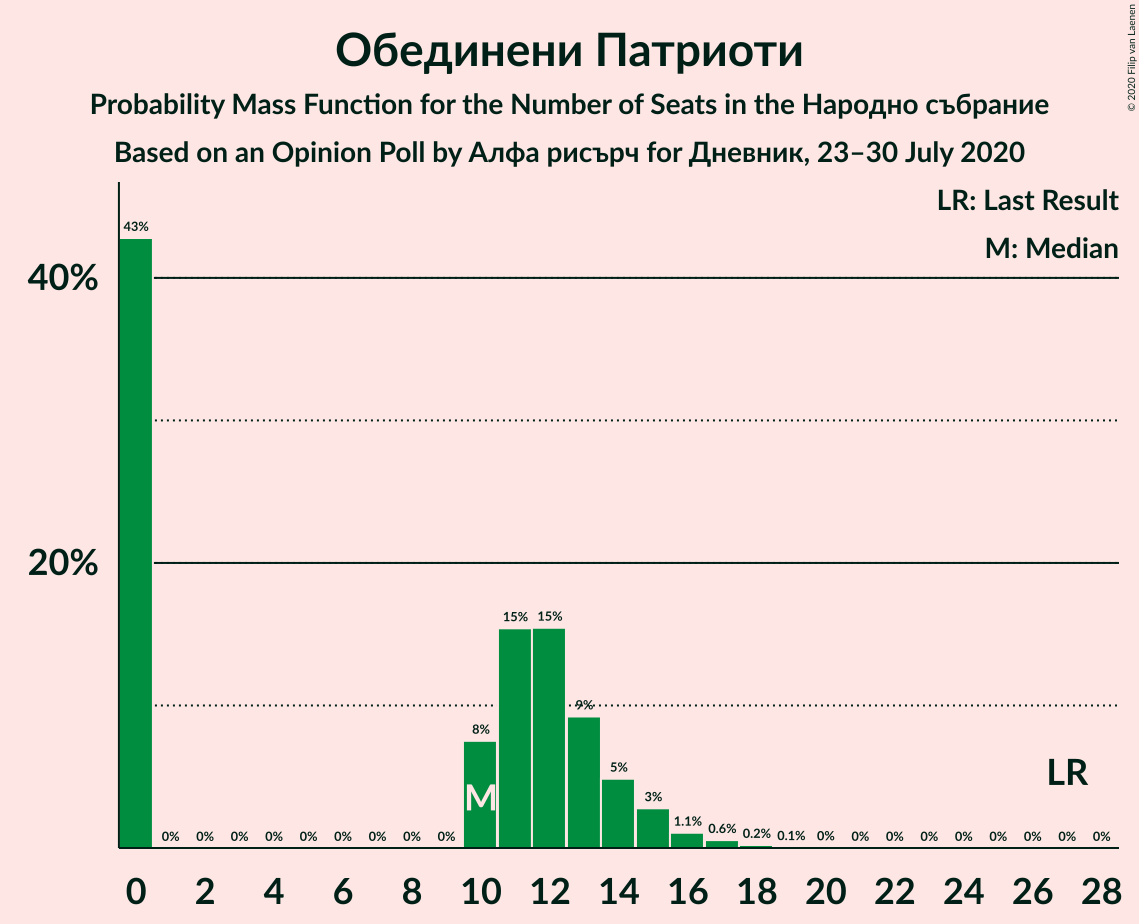 Обединени Патриоти
Probability Mass Function for the Number of Seats in the Народно събрание
Based on an Opinion Poll by Алфа рисърч for Дневник, 23–30 July 2020
© 2020 Filip van Laenen
LR: Last Result
M: Median
43%
40%
20%
15% 15%
9%
8%
5%
3%
1.1%
0.6%
0.2%
0% 0% 0% 0% 0% 0% 0% 0% 0% 0.1% 0% 0% 0% 0% 0% 0% 0% 0% 0%
M
LR
0 2 4 6 8 10 12 14 16 18 20 22 24 26 28